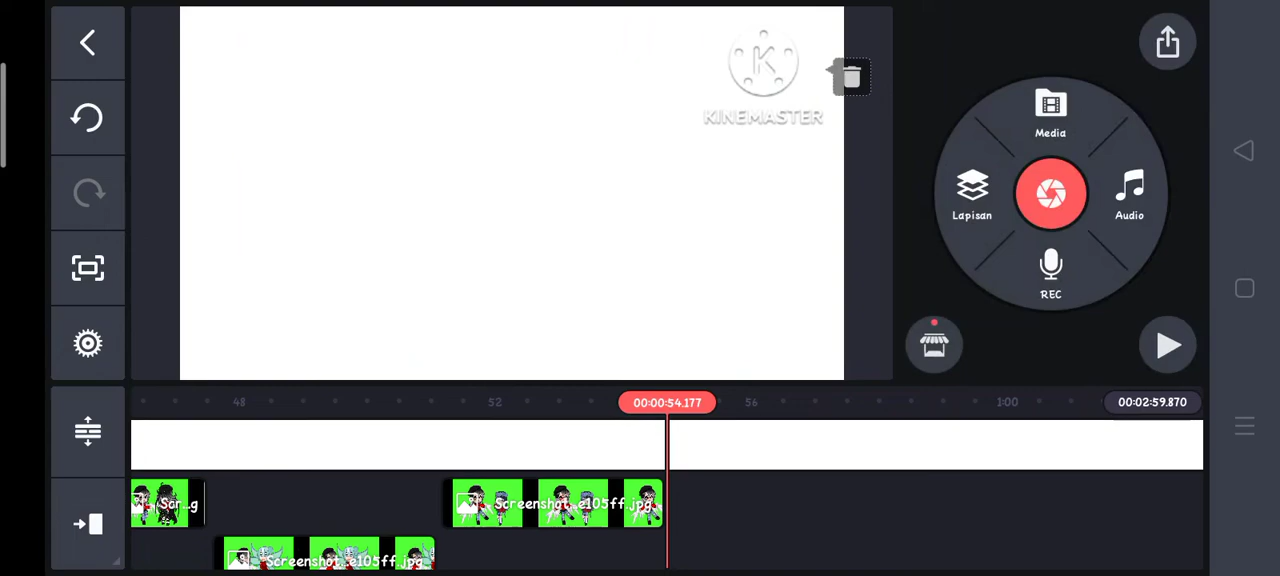 KINEMASTER
Media
Lapisan
Audio
REC
48
52
00:00:54.177
56
1:00
00:02:59.870
Scr...g
Screenshot...e105ff.jpg
Screenshot...e105ff.jpg